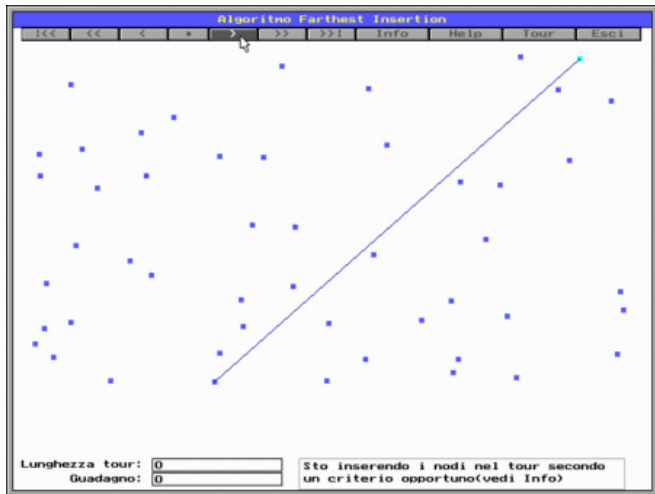 Algoritmo Farthest Insertion
!<< << < ▪ > >> >>! Info Help Tour Esci
Lunghezza tour: 0
Guadagno: 0
Sto inserendo i nodi nel tour secondo
un criterio opportuno(vedi Info)